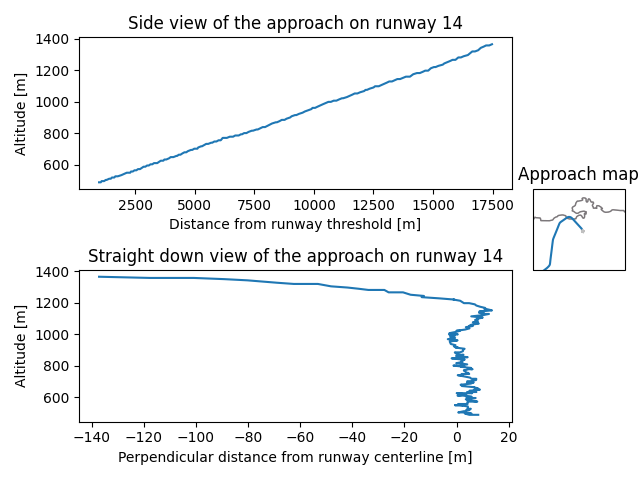 Side view of the approach on runway 14
1400
1200
1000
800
600
Altitude [m]
2500 5000 7500 10000 12500 15000 17500
Distance from runway threshold [m]
Approach map
Straight down view of the approach on runway 14
1400
1200
1000
800
600
Altitude [m]
−140 −120 −100 −80 −60 −40 −20 0 20
Perpendicular distance from runway centerline [m]